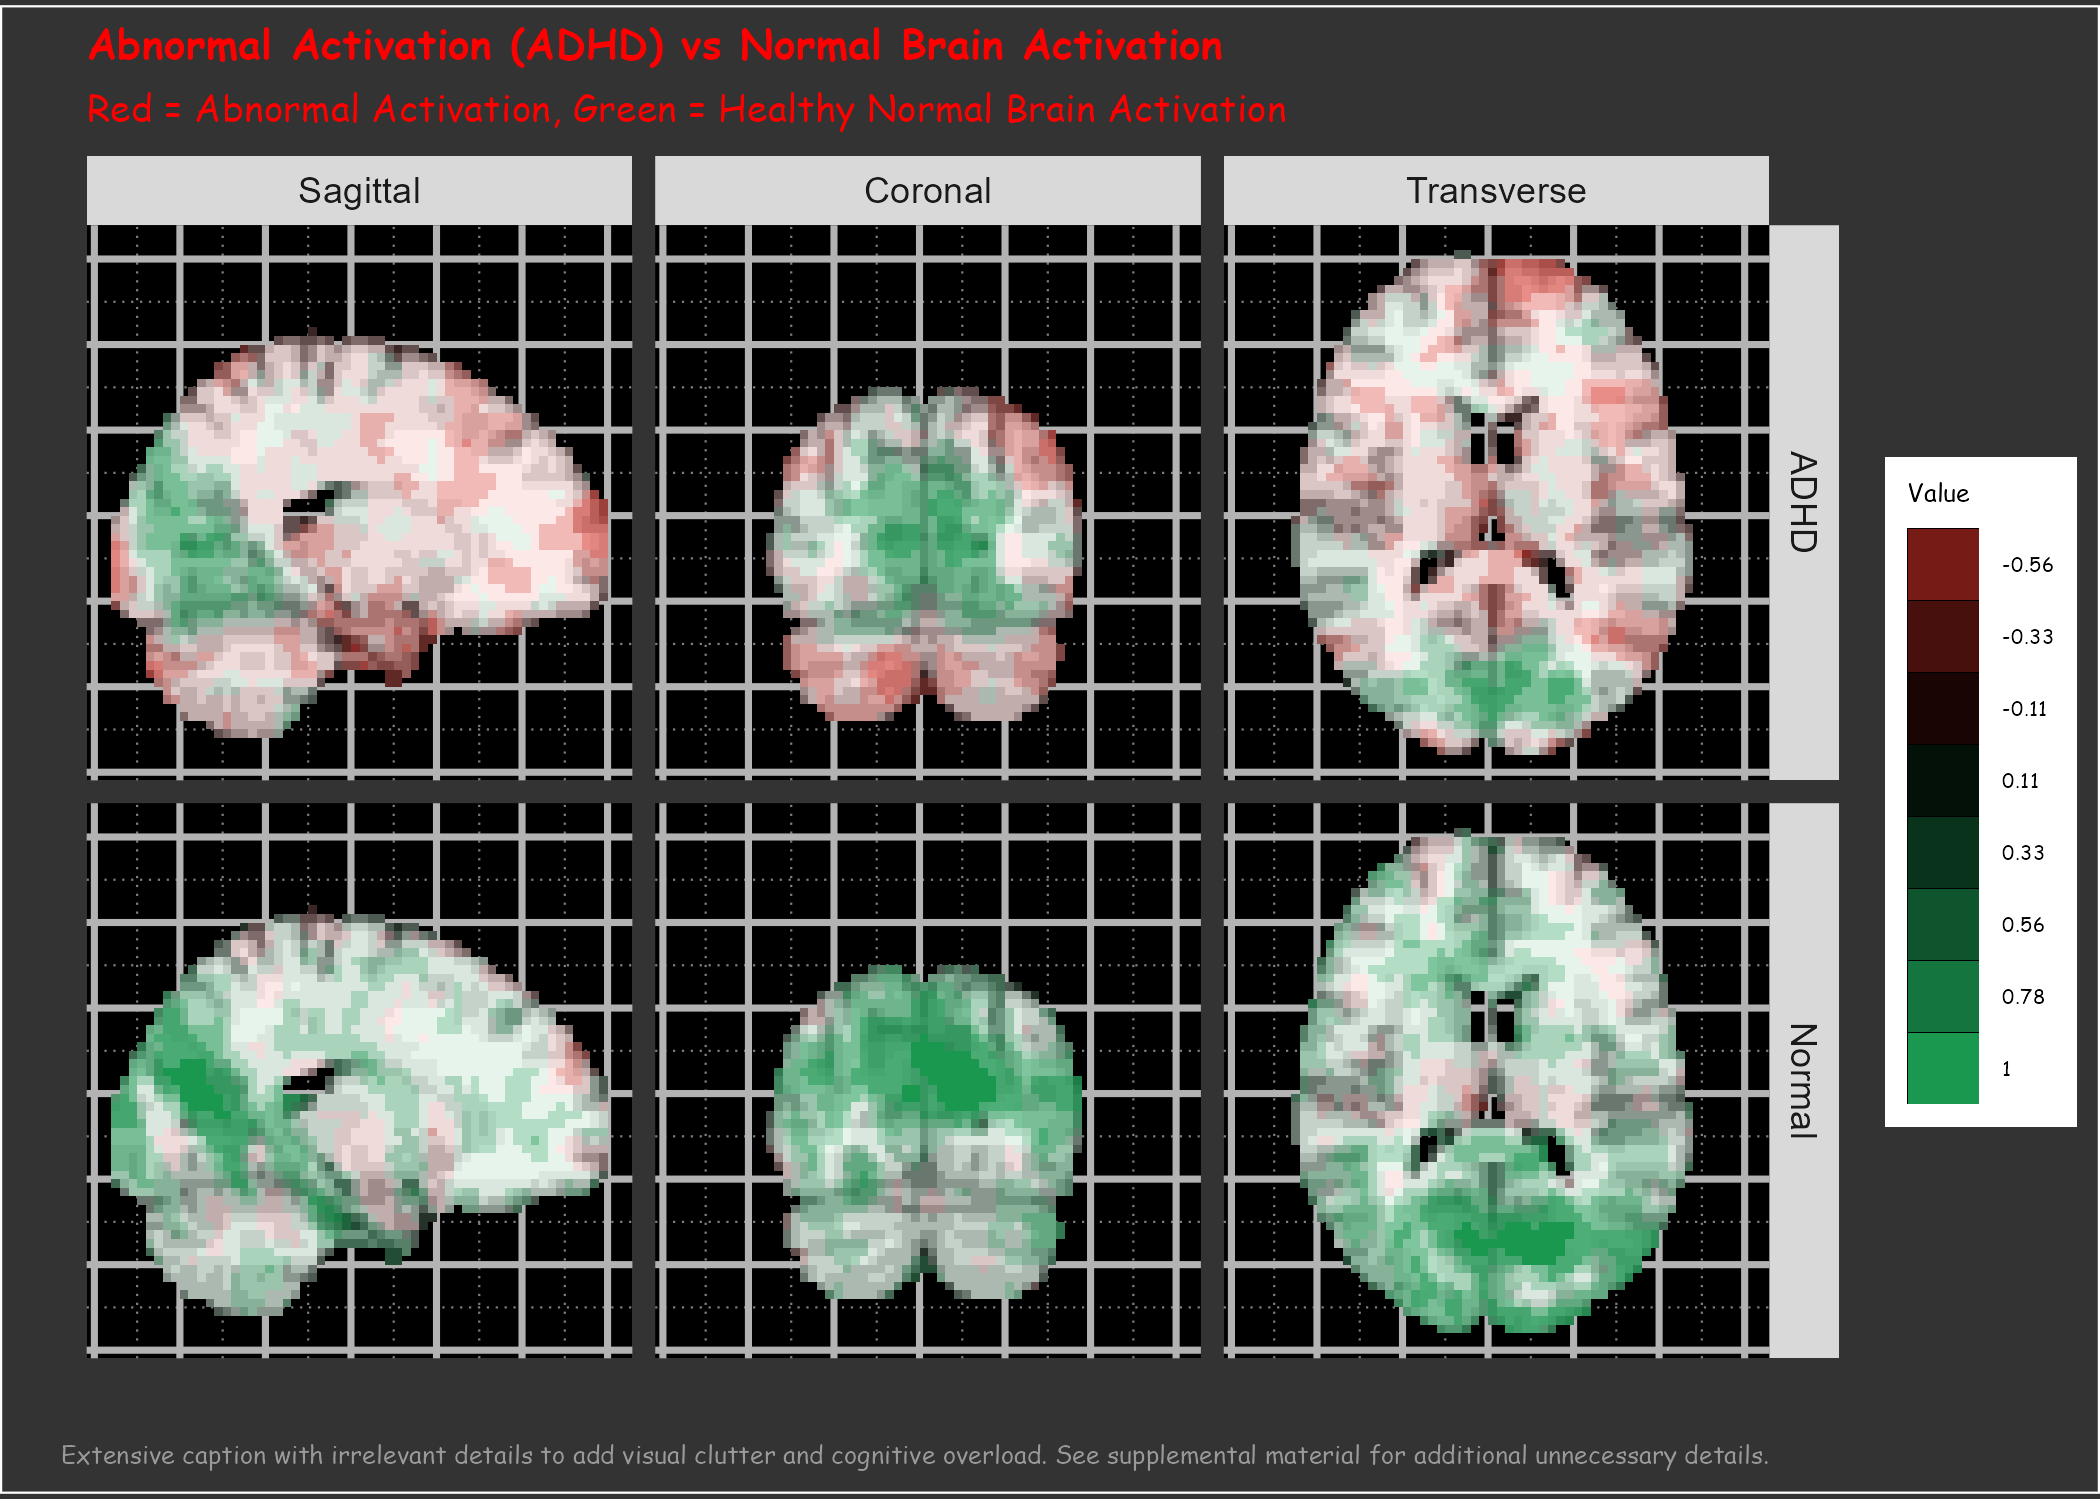 Abnormal Activation (ADHD) vs Normal Brain Activation
Red = Abnormal Activation, Green = Healthy Normal Brain Activation
Sagittal
Coronal
Transverse
ADHD
Normal
Value
-0.56
-0.33
-0.11
0.11
0.33
0.56
0.78
1
Extensive caption with irrelevant details to add visual clutter and cognitive overload. See supplemental material for additional unnecessary details.